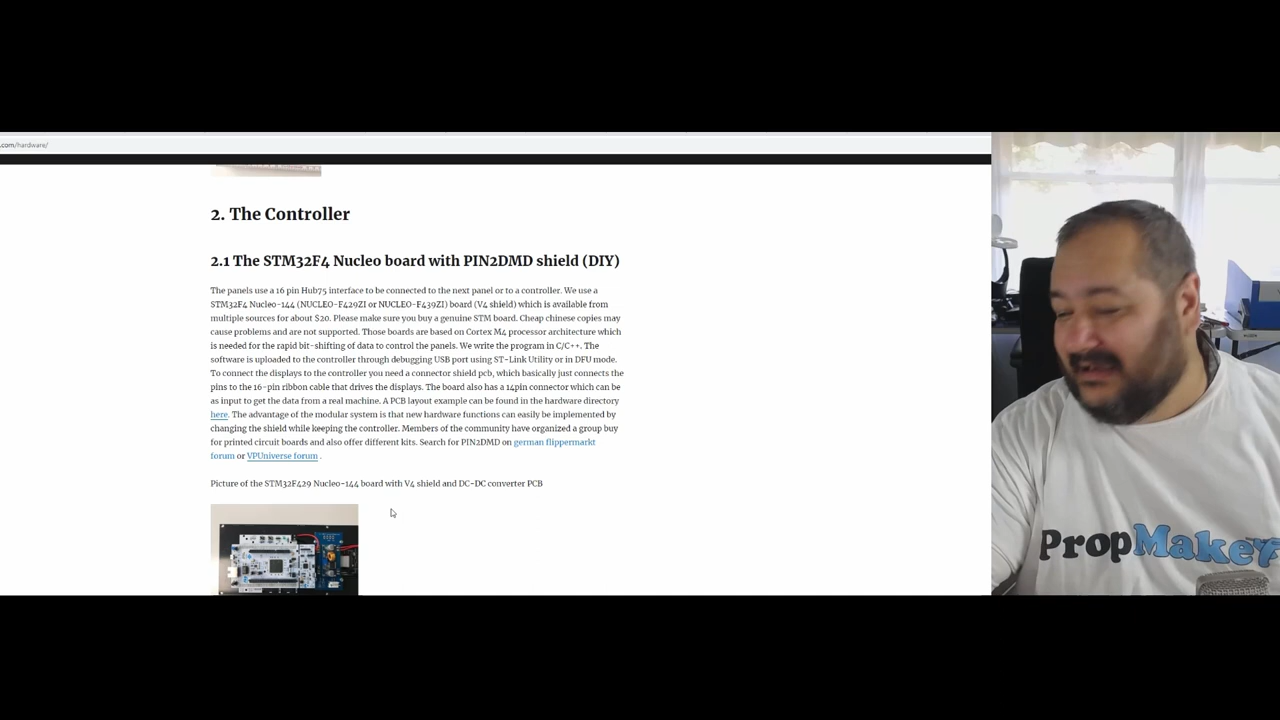 .com/hardware/
2. The Controller
2.1 The STM32F4 Nucleo board with PIN2DMD shield (DIY)
The panels use a 16 pin Hub75 interface to be connected to the next panel or to a controller. We use a
STM32F4 Nucleo-144 (NUCLEO-F429ZI or NUCLEO-F439ZI) board (V4 shield) which is available from
multiple sources for about $20. Please make sure you buy a genuine STM board. Cheap chinese copies may
cause problems and are not supported. Those boards are based on Cortex M4 processor architecture which
is needed for the rapid bit-shifting of data to control the panels. We write the program in C/C++. The
software is uploaded to the controller through debugging USB port using ST-Link Utility or in DFU mode.
To connect the displays to the controller you need a connector shield pcb, which basically just connects the
pins to the 16-pin ribbon cable that drives the displays. The board also has a 14pin connector which can be
as input to get the data from a real machine. A PCB layout example can be found in the hardware directory
here. The advantage of the modular system is that new hardware functions can easily be implemented by
changing the shield while keeping the controller. Members of the community have organized a group buy
for printed circuit boards and also offer different kits. Search for PIN2DMD on german flippermarkt
forum or VPUniverse forum .
Picture of the STM32F429 Nucleo-144 board with V4 shield and DC-DC converter PCB
PropMaker